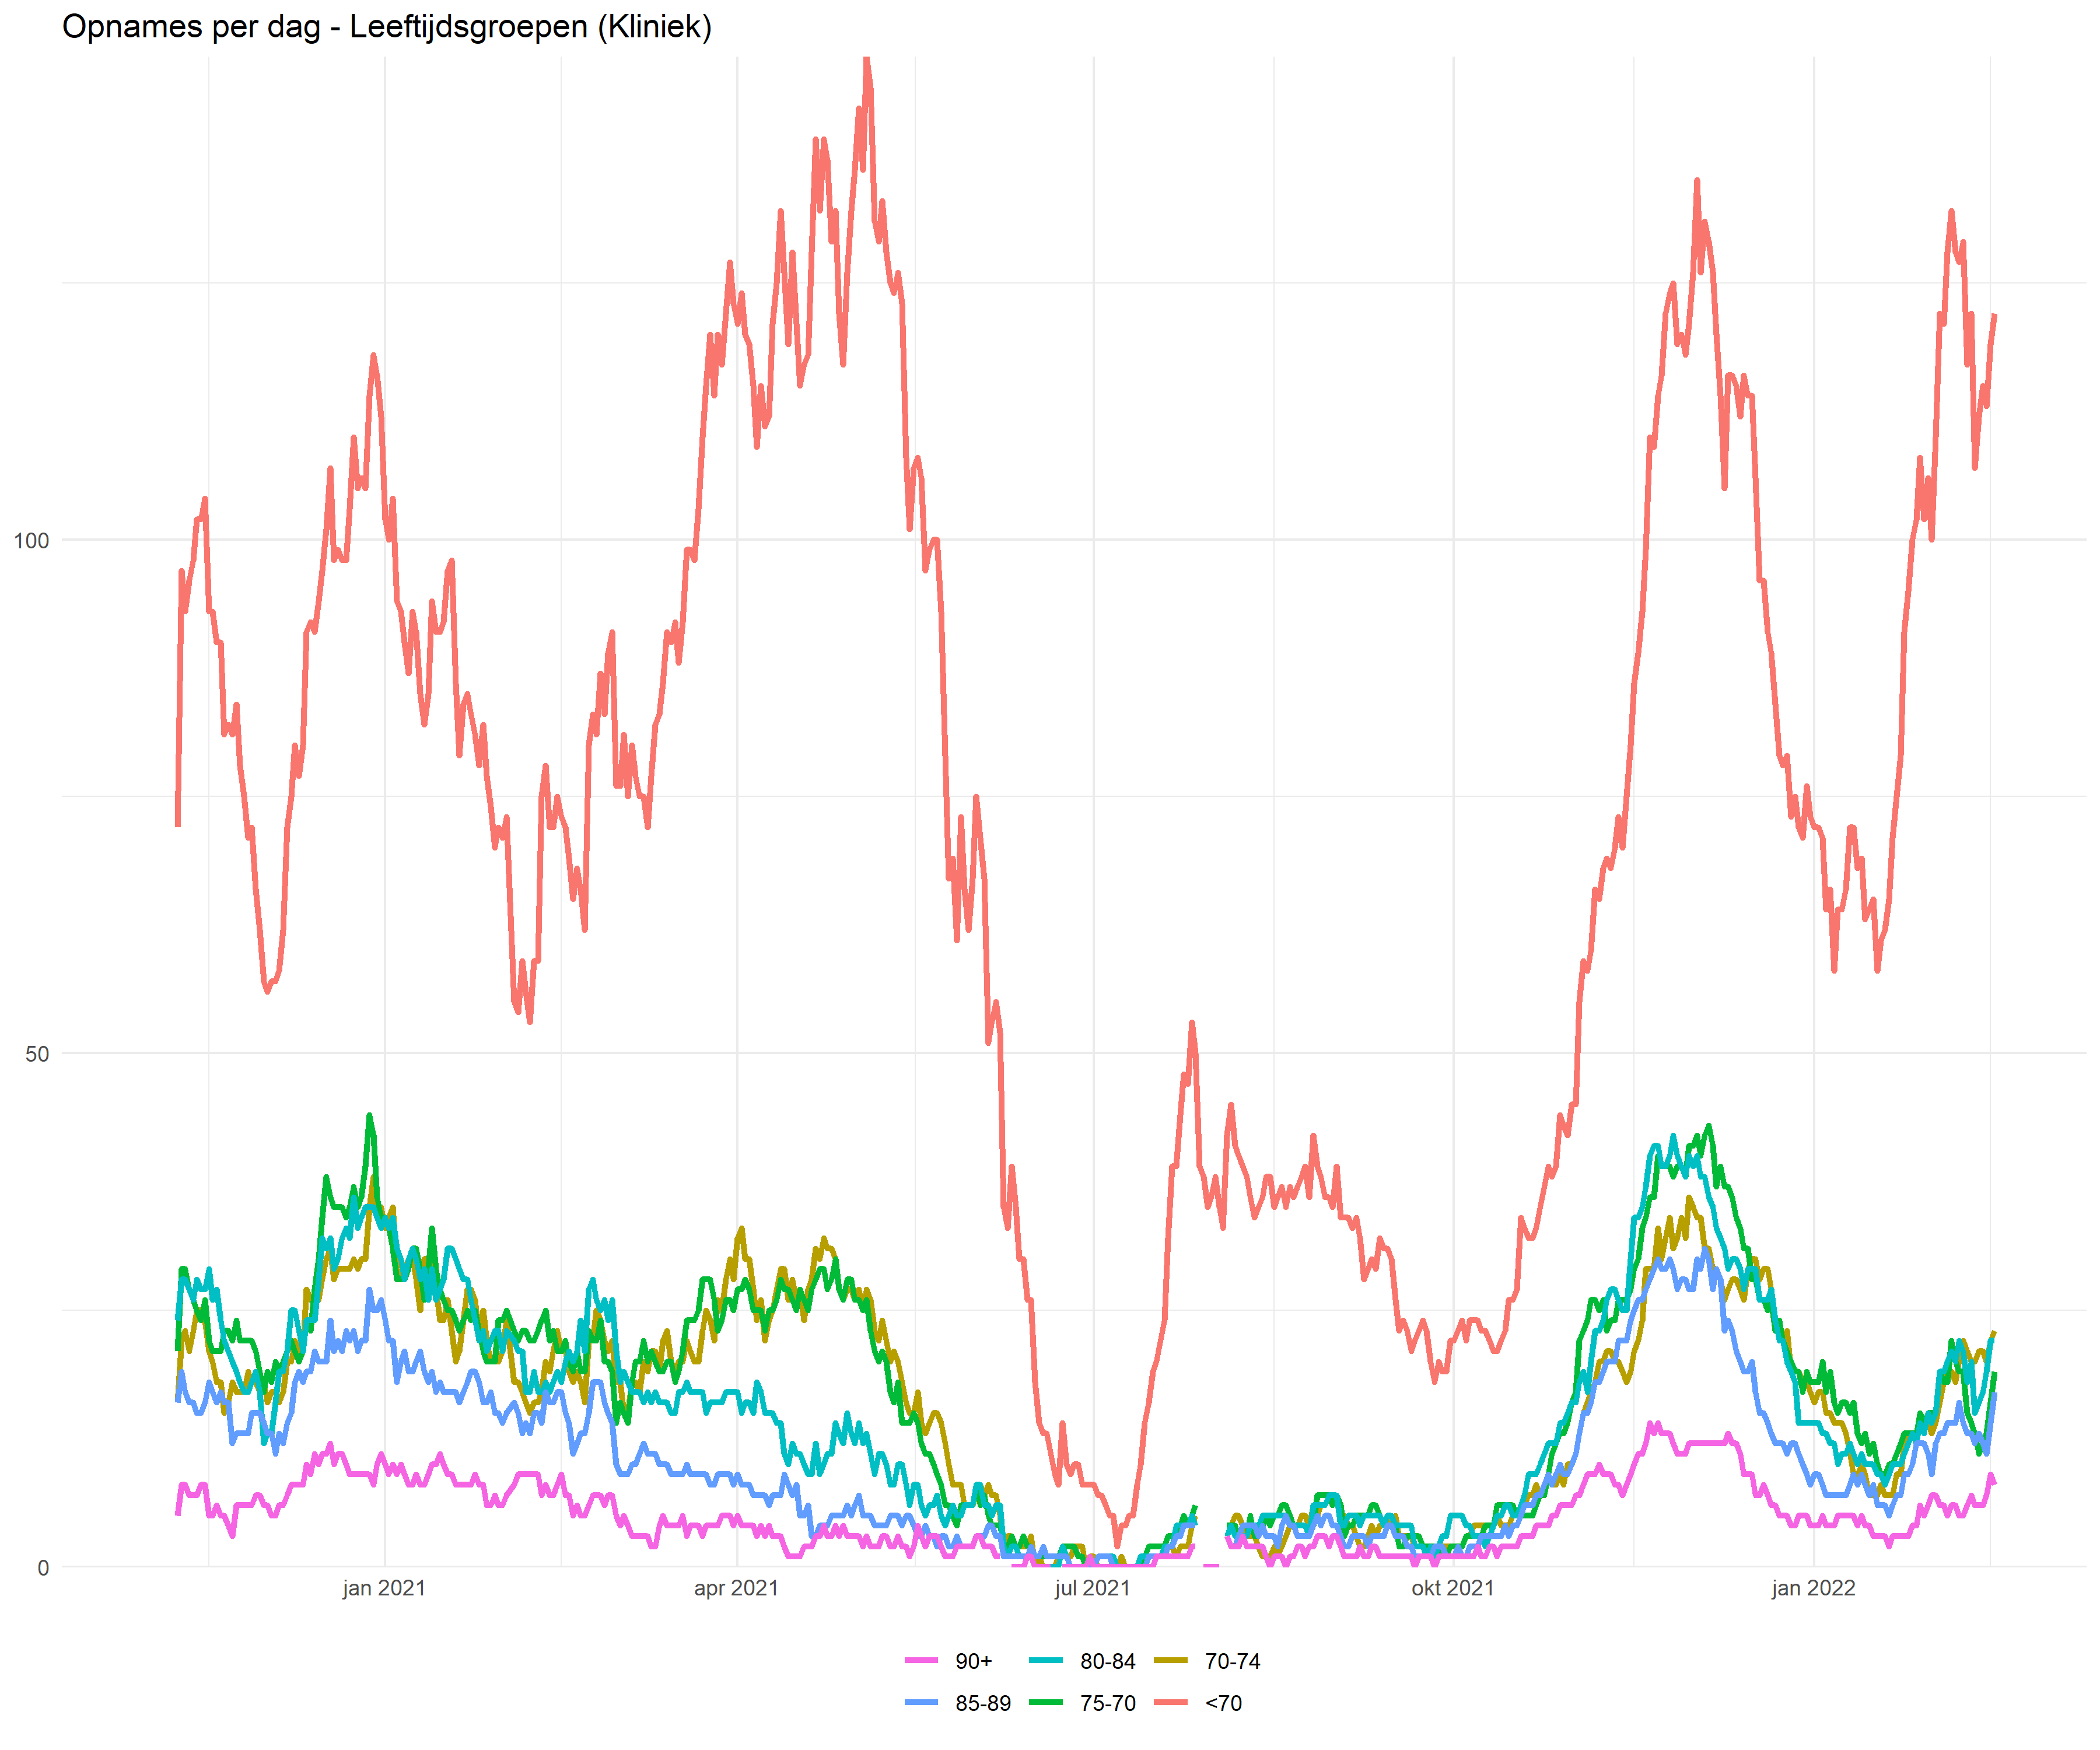 Opnames per dag - Leeftijdsgroepen (Kliniek)
100
50
0
jan 2021
apr 2021
jul 2021
okt 2021
jan 2022
90+
80-84
70-74
85-89
75-70
<70